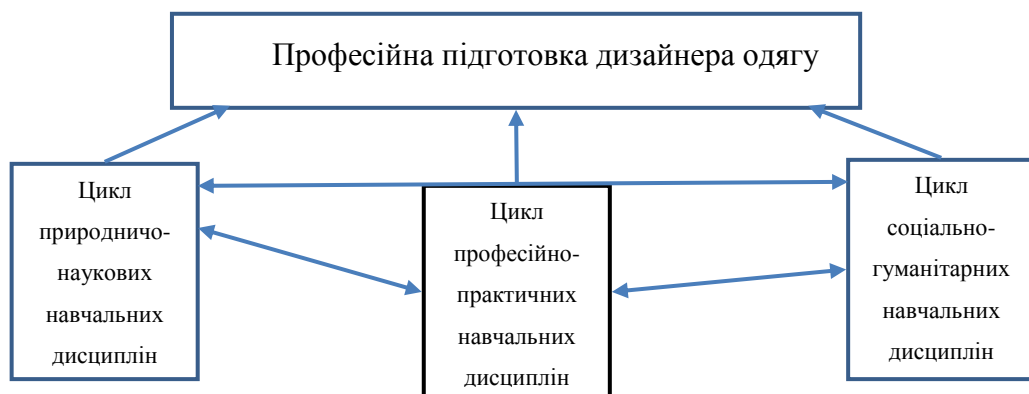 Професійна підготовка дизайнера одягу
Цикл
природничо-
наукових
навчальних
дисциплін
Цикл
професійно-
практичних
навчальних
дисциплін
Цикл
соціально-
гуманітарних
навчальних
дисциплін